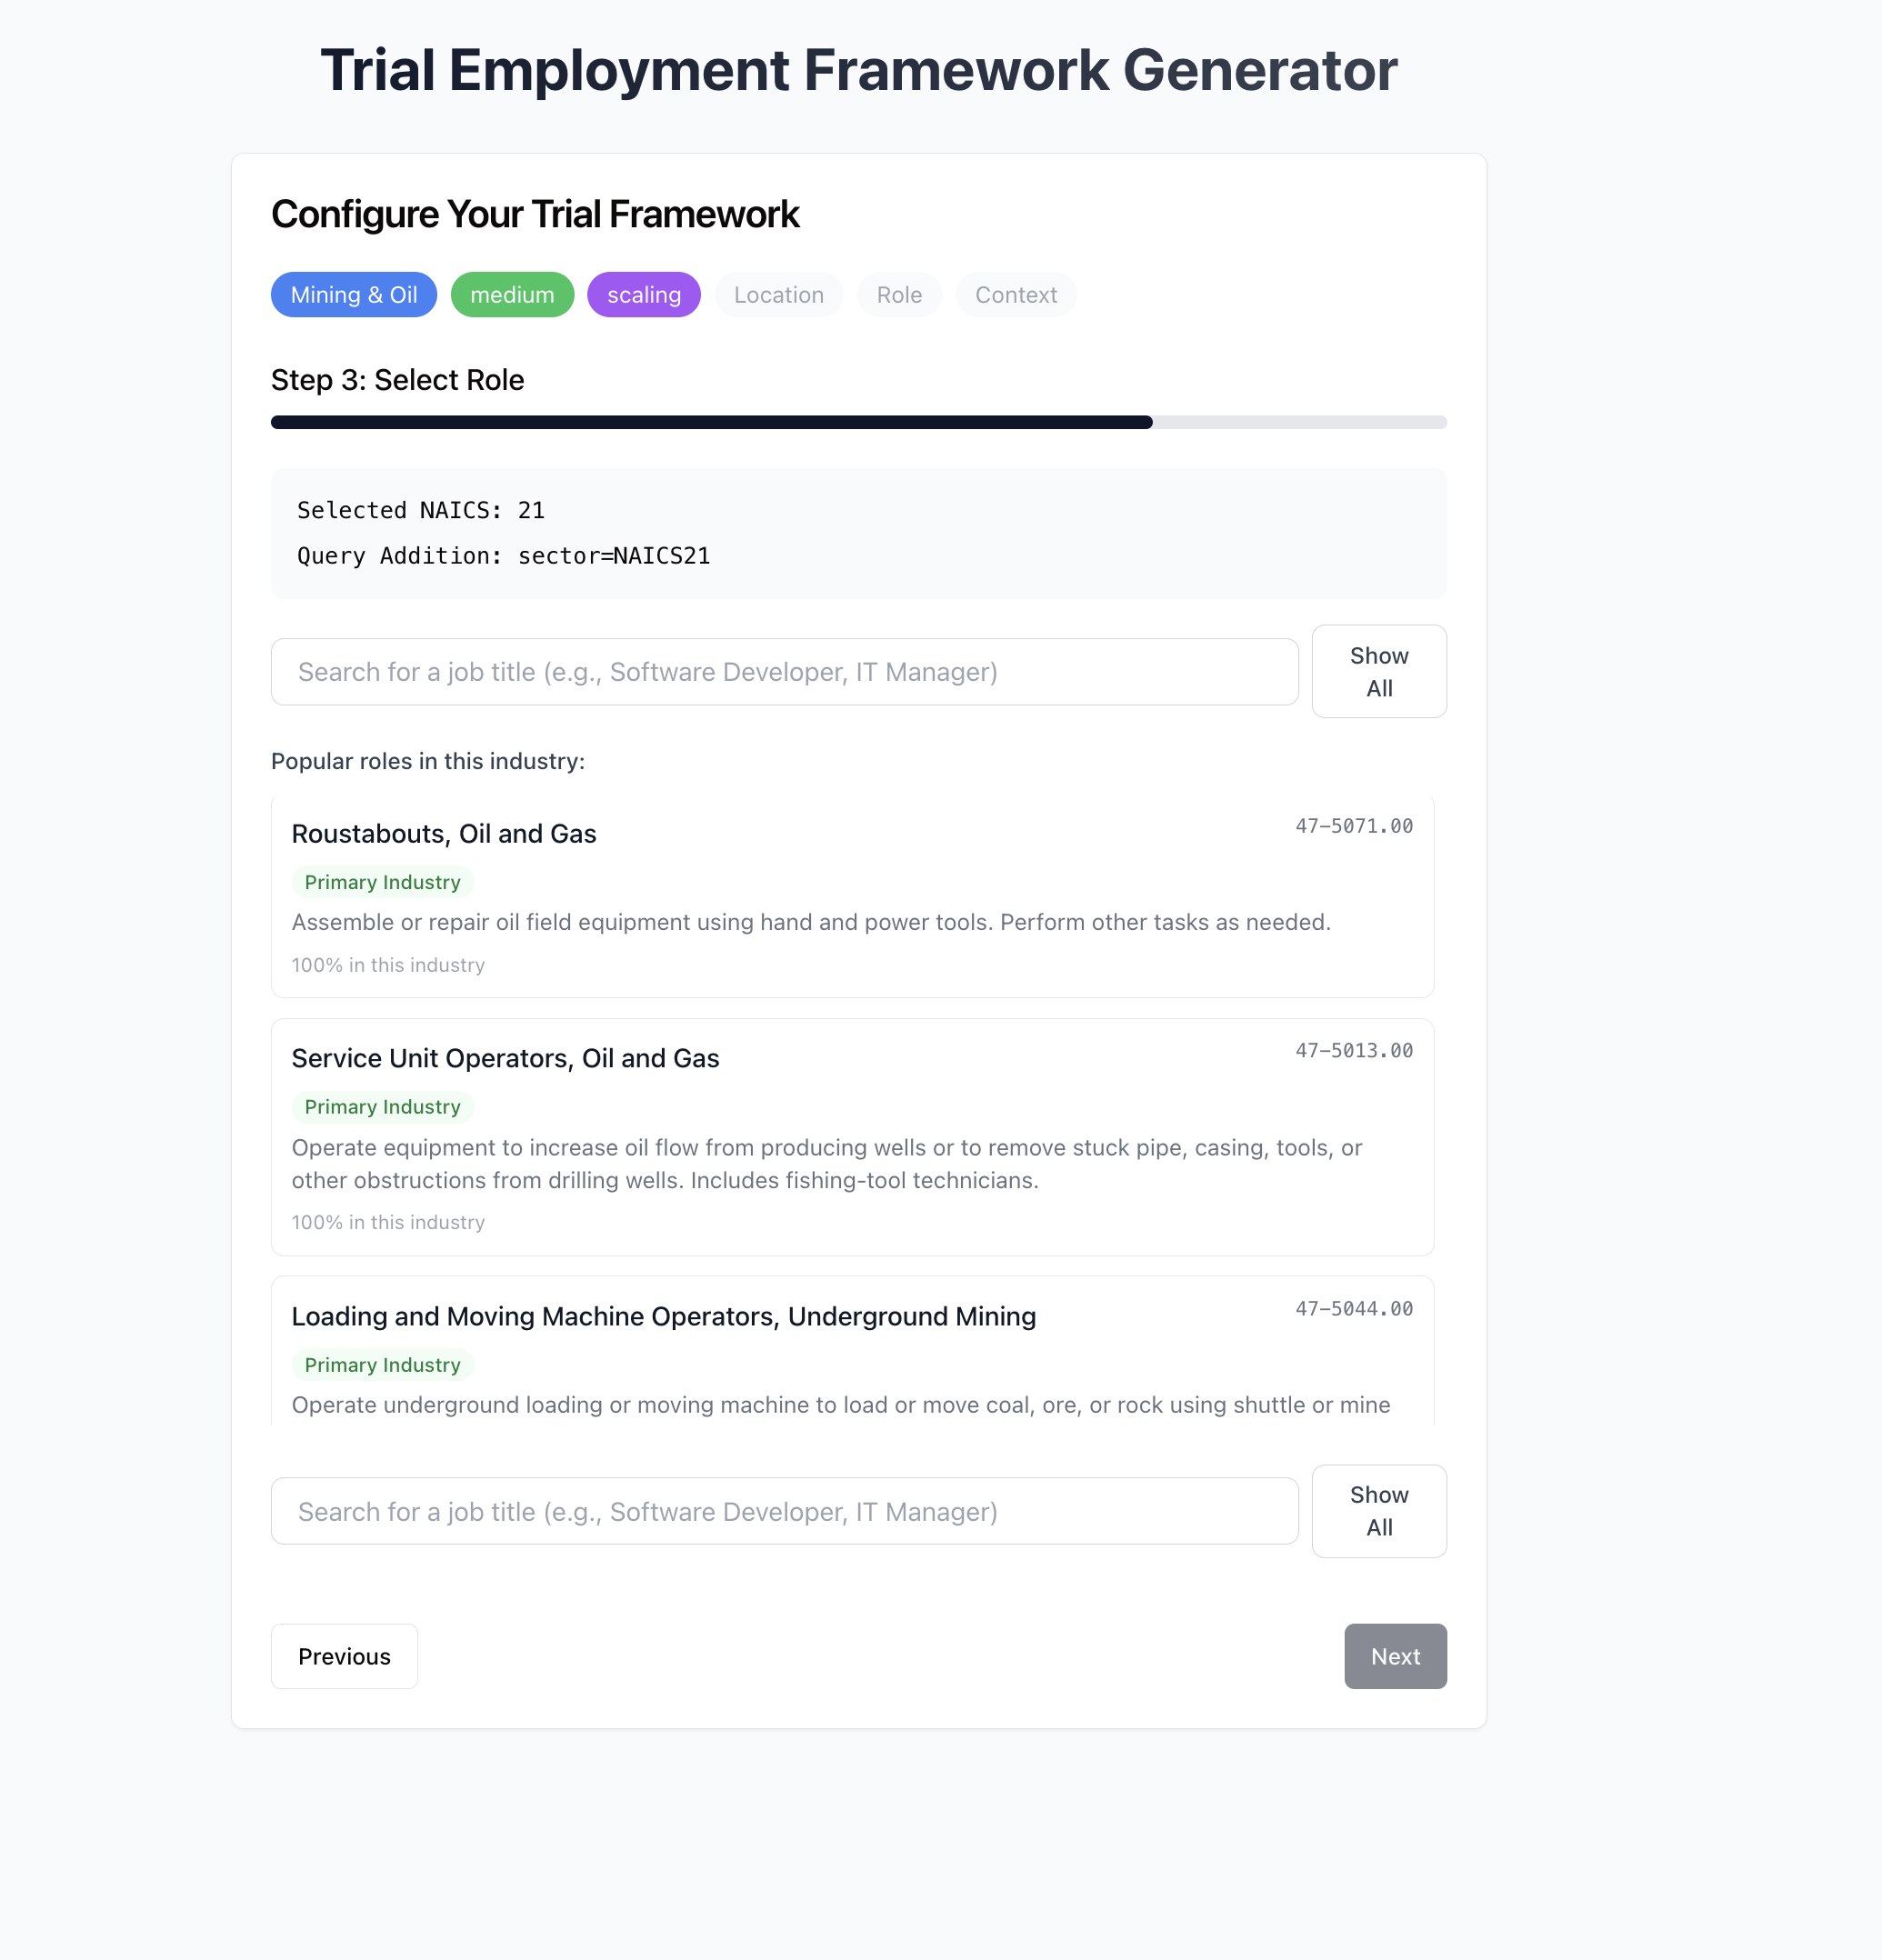 Trial Employment Framework Generator
Configure Your Trial Framework
Mining & Oil medium scaling Location Role Context
Step 3: Select Role
Selected NAICS: 21
Query Addition: sector=NAICS21
Search for a job title (e.g., Software Developer, IT Manager)
Show
All
Popular roles in this industry:
Roustabouts, Oil and Gas 47-5071.00
Primary Industry
Assemble or repair oil field equipment using hand and power tools. Perform other tasks as needed.
100% in this industry
Service Unit Operators, Oil and Gas 47-5013.00
Primary Industry
Operate equipment to increase oil flow from producing wells or to remove stuck pipe, casing, tools, or
other obstructions from drilling wells. Includes fishing-tool technicians.
100% in this industry
Loading and Moving Machine Operators, Underground Mining 47-5044.00
Primary Industry
Operate underground loading or moving machine to load or move coal, ore, or rock using shuttle or mine
Search for a job title (e.g., Software Developer, IT Manager)
Show
All
Previous Next